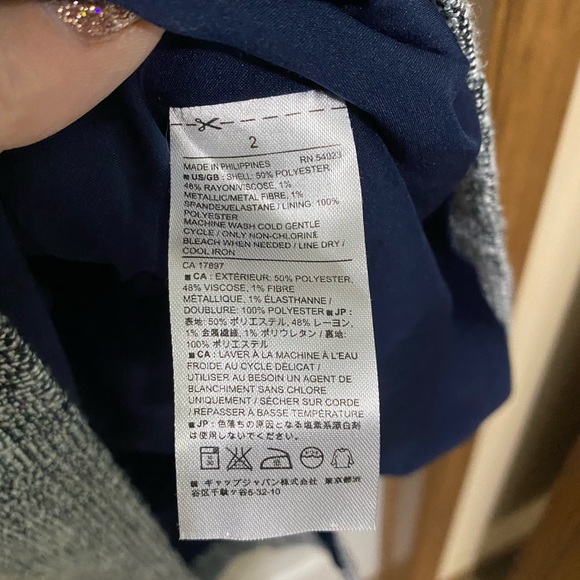 2
MADE IN PHILIPPINES RN 54023
■ US/GB : SHELL: 50% POLYESTER,
48% RAYON/VISCOSE, 1%
METALLIC/METAL FIBRE, 1%
SPANDEX/ELASTANE / LINING: 100%
POLYESTER
MACHINE WASH COLD GENTLE
CYCLE / ONLY NON-CHLORINE
BLEACH WHEN NEEDED / LINE DRY /
COOL IRON
CA 17897
■ CA : EXTÉRIEUR: 50% POLYESTER,
48% VISCOSE, 1% FIBRE
MÉTALLIQUE, 1% ÉLASTHANNE /
DOUBLURE: 100% POLYESTER ■ JP :
表地: 50% ポリエステル, 48% レーヨン,
1% 金属繊維, 1% ポリウレタン / 裏地:
100% ポリエステル
■ CA : LAVER À LA MACHINE À L'EAU
FROIDE AU CYCLE DÉLICAT /
UTILISER AU BESOIN UN AGENT DE
BLANCHIMENT SANS CHLORE
UNIQUEMENT / SÉCHER SUR CORDE
/ REPASSER À BASSE TEMPÉRATURE
■ JP : 色落ちの原因となる塩素系漂白剤
は使用しないでください。
■ ギャップジャパン株式会社 東京都渋
谷区千駄ヶ谷5-32-10